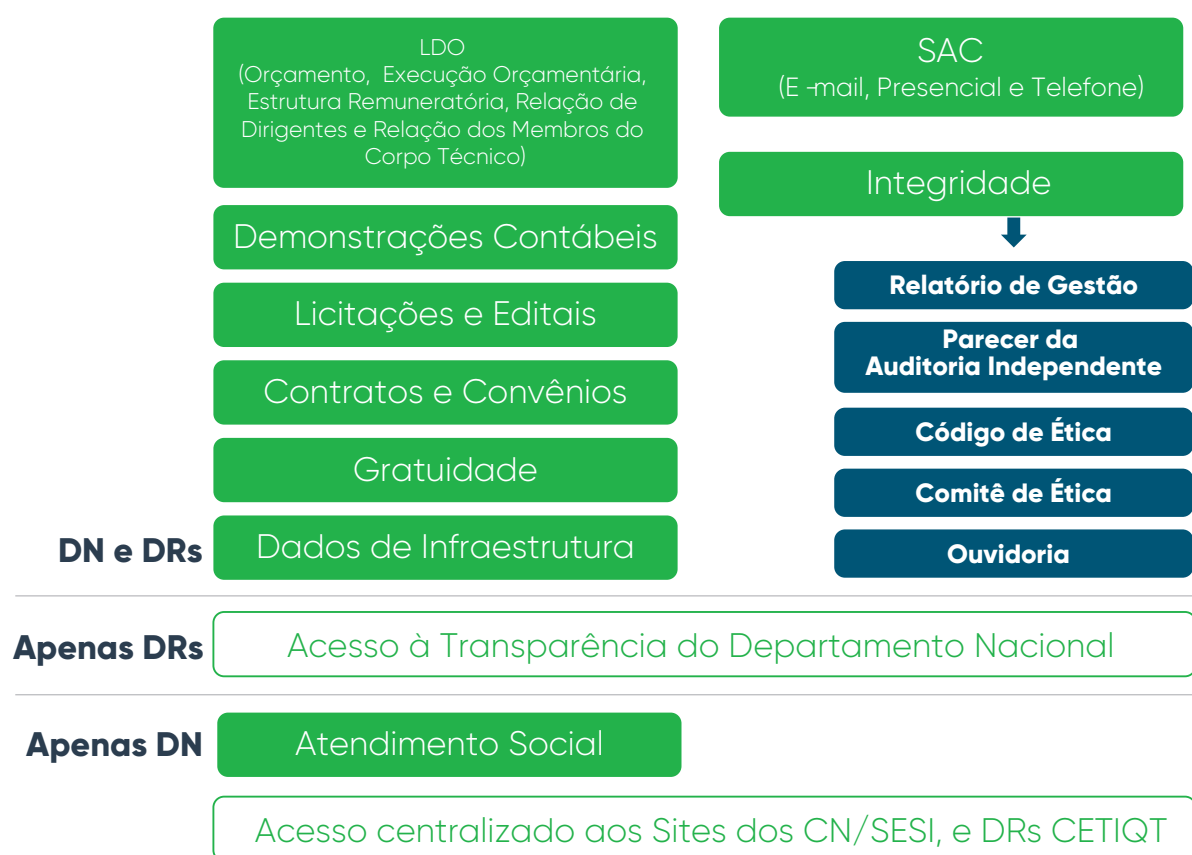 LDO
(Orçamento, Execução Orçamentária,
Estrutura Remuneratória, Relação de
Dirigentes e Relação dos Membros do
Corpo Técnico)
Demonstrações Contábeis
Licitações e Editais
Contratos e Convênios
Gratuidade
DN e DRs
Dados de Infraestrutura
SAC
(E -mail, Presencial e Telefone)
Integridade
Relatório de Gestão
Parecer da
Auditoria Independente
Código de Ética
Comitê de Ética
Ouvidoria
Apenas DRs
Acesso à Transparência do Departamento Nacional
Apenas DN
Atendimento Social
Acesso centralizado aos Sites dos CN/SESI, e DRs CETIQT